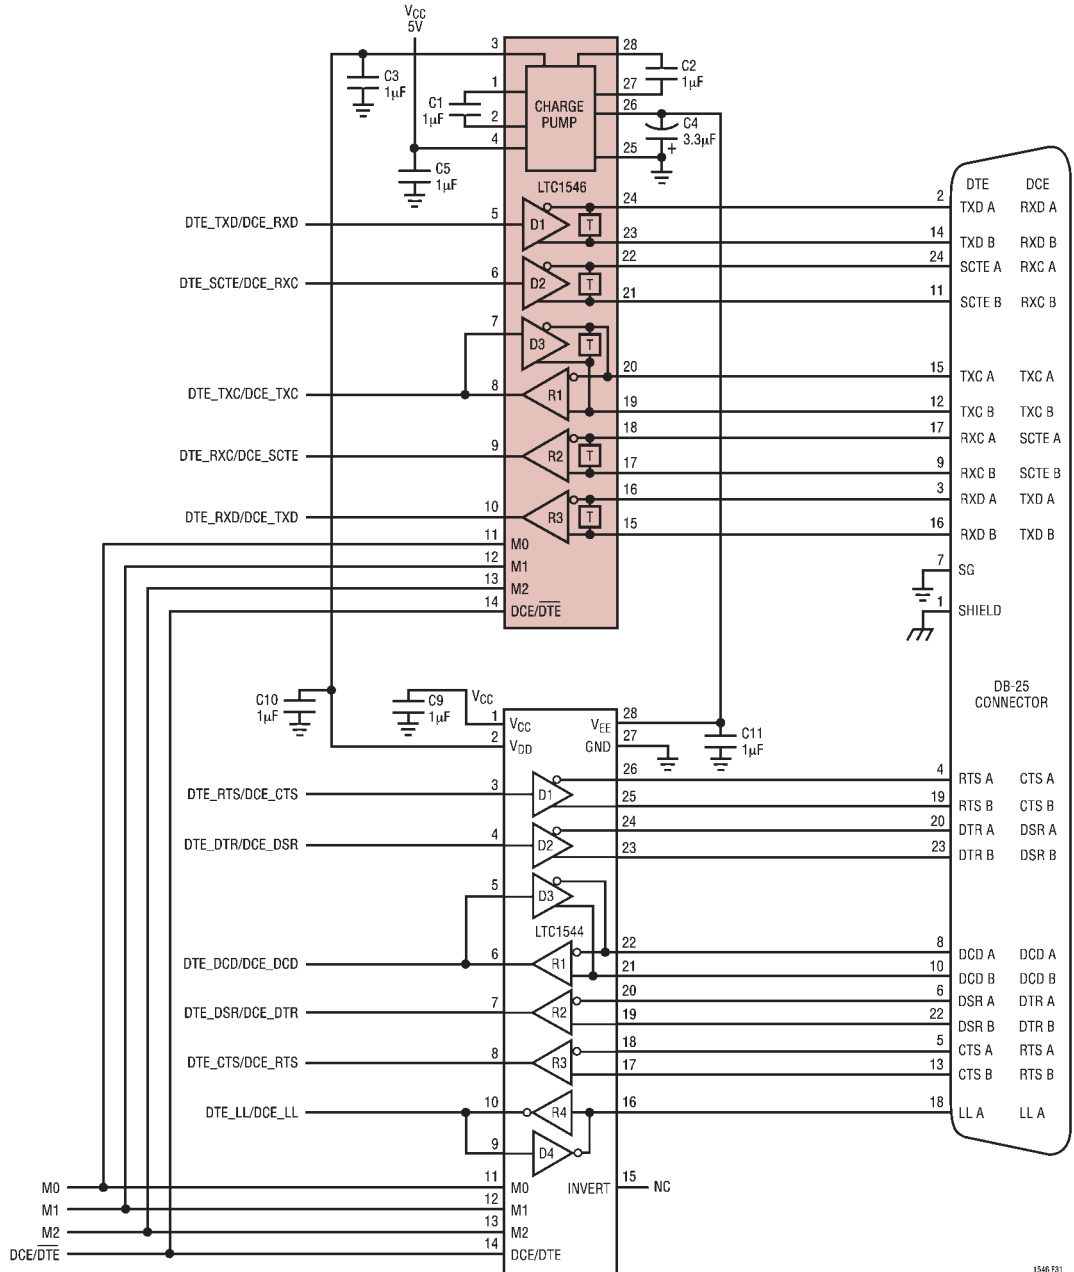 VCC
5V
3
28
C3
1µF
C2
1µF
1
27
C1
1µF
CHARGE
PUMP
26
2
C4
3.3µF
+
4
25
C5
1µF
LTC1546
DTE DCE
DTE_TXD/DCE_RXD 5 D1 T 24 2 TXD A RXD A
23 14 TXD B RXD B
DTE_SCTE/DCE_RXC 6 D2 T 22 24 SCTE A RXC A
21 11 SCTE B RXC B
7 D3 T
20 15 TXC A TXC A
DTE_TXC/DCE_TXC 8 R1
19 12 TXC B TXC B
18 17 RXC A SCTE A
DTE_RXC/DCE_SCTE 9 R2 T
17 9 RXC B SCTE B
16 3 RXD A TXD A
DTE_RXD/DCE_TXD 10 R3 T
15 16 RXD B TXD B
11 M0
12 M1
13 M2
14 DCE/DTE
7 SG
1 SHIELD
DB-25
CONNECTOR
C10
1µF
C9
1µF
VCC
1 VCC VEE 28
2 VDD GND 27
C11
1µF
26 4 RTS A CTS A
DTE_RTS/DCE_CTS 3 D1
25 19 RTS B CTS B
24 20 DTR A DSR A
DTE_DTR/DCE_DSR 4 D2
23 23 DTR B DSR B
5 D3
LTC1544
22 8 DCD A DCD A
DTE_DCD/DCE_DCD 6 R1
21 10 DCD B DCD B
20 6 DSR A DTR A
DTE_DSR/DCE_DTR 7 R2
19 22 DSR B DTR B
18 5 CTS A RTS A
DTE_CTS/DCE_RTS 8 R3
17 13 CTS B RTS B
DTE_LL/DCE_LL 10 R4 16 18 LL A LL A
9 D4
M0 11 M0 INVERT 15 NC
M1 12 M1
M2 13 M2
DCE/DTE 14 DCE/DTE
1546 F31